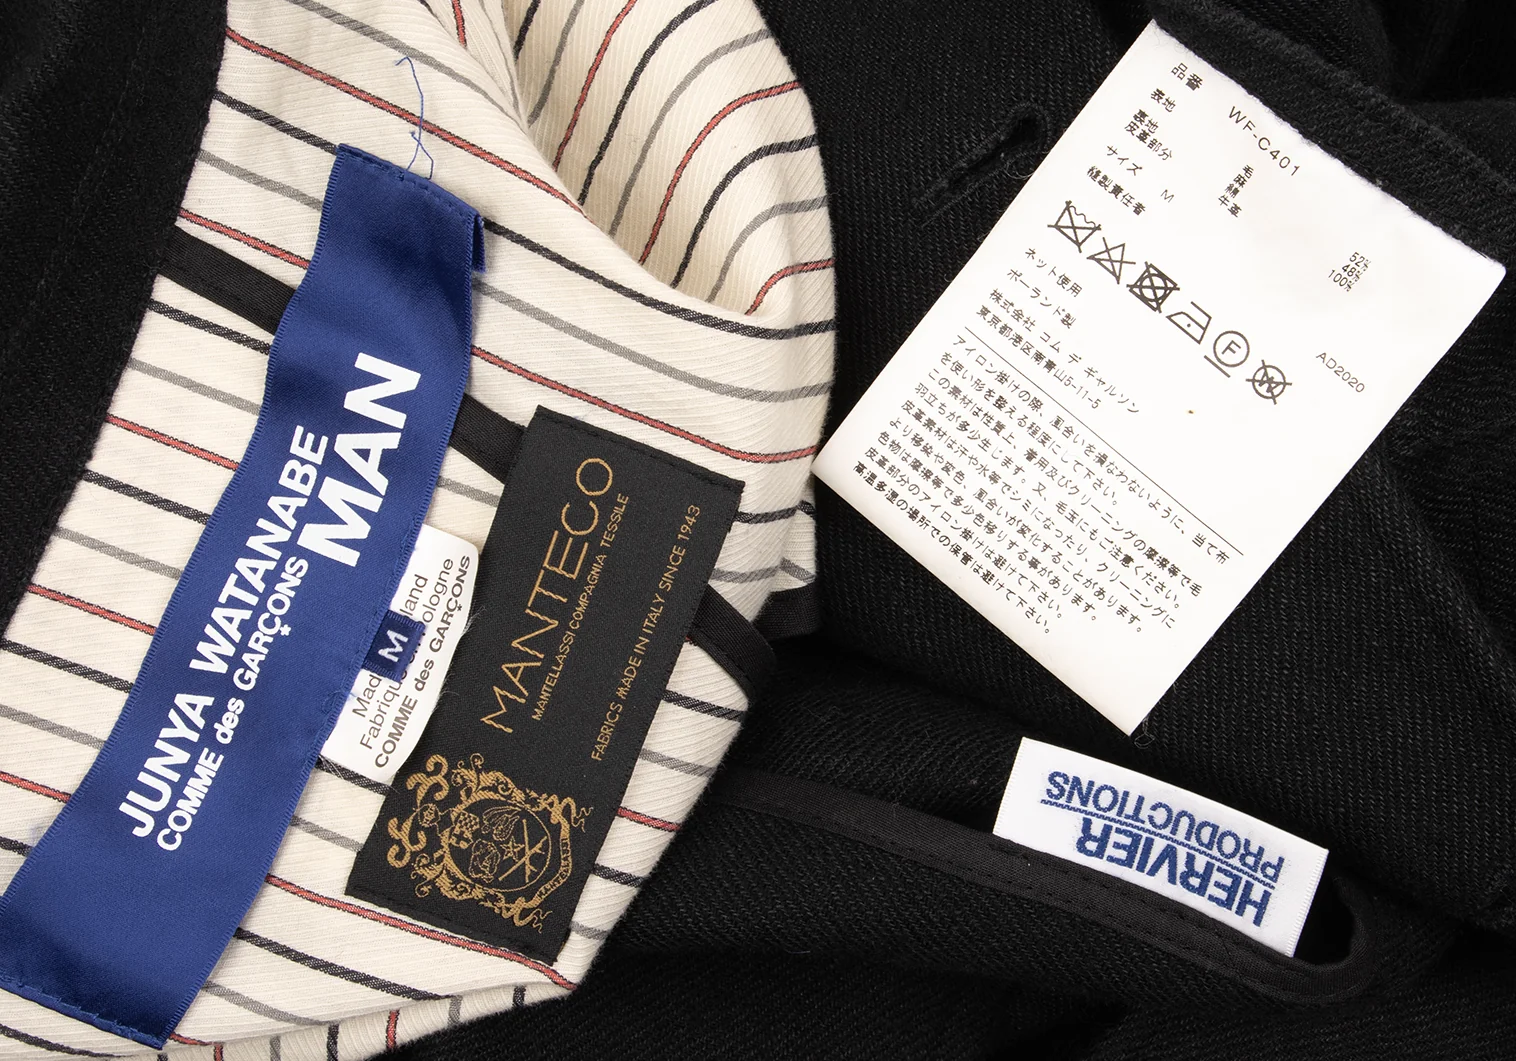 JUNYA WATANABE
COMME des GARÇONS
MAN
M
Made land
Fabriqué ologne
COMME des GARÇONS
MANTECO
MANTELLASSI COMPAGNIA TESSILE
FABRICS MADE IN ITALY SINCE 1943
品番 WF-C401
表地 毛 52%
麻 48%
裏地 絹 100%
皮革部分 牛革
サイズ M
縫製責任者
F
W
ネット使用
ポーランド製 AD2020
株式会社 コム デ ギャルソン
東京都港区南青山5-11-5
アイロン掛けの際、風合いを損なわないように、当て布
を使い形を整える程度にして下さい。
この素材は性質上、着用及びクリーニングの摩擦等で毛
羽立ちが多少生じます。又、毛玉にもご注意ください。
皮革素材は汗や水等でシミになったり、クリーニングに
より移染や変色、風合いが変化することがあります。
色物は摩擦等で多少色移りする事があります。
皮革部分のアイロン掛けは避けて下さい。
高温多湿の場所での保管は避けて下さい。
HERVIER
PRODUCTIONS